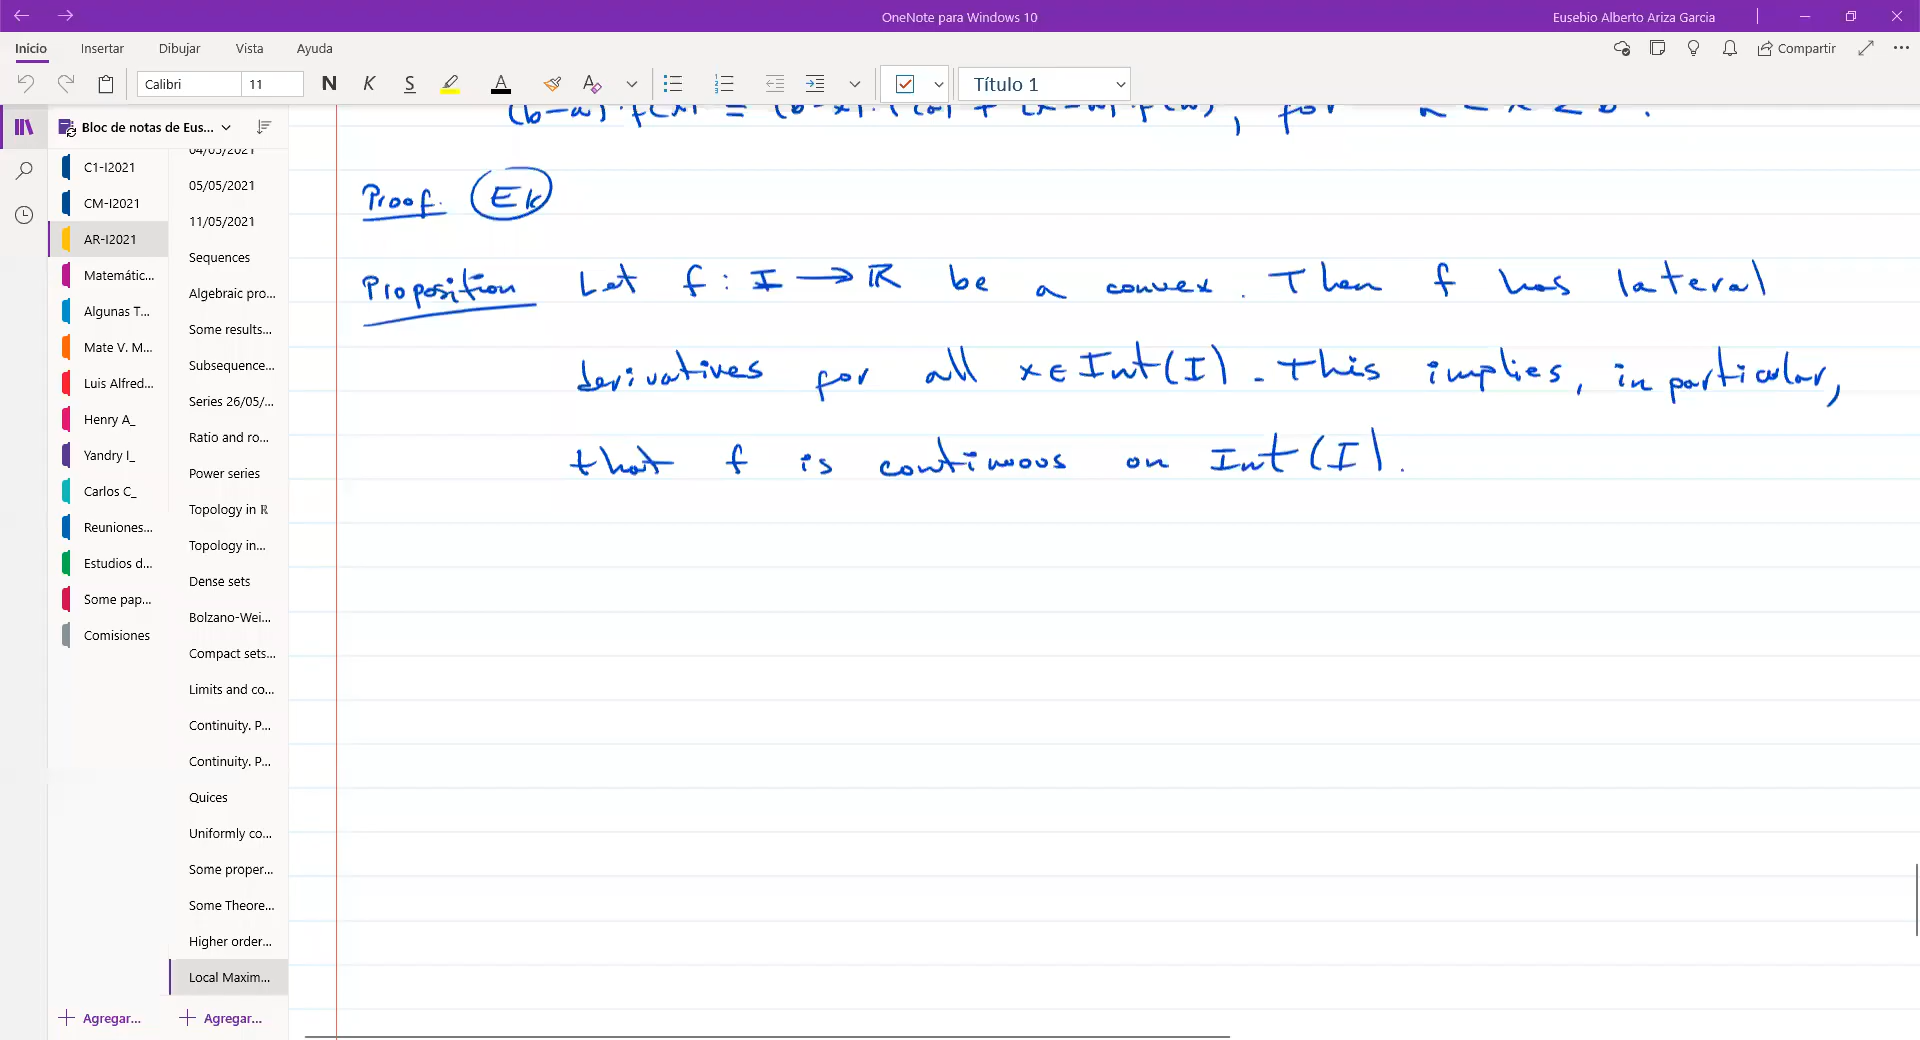 OneNote para Windows 10
Eusebio Alberto Ariza Garcia
Inicio
Insertar
Dibujar
Vista
Ayuda
Compartir
Calibri
11
N
K
S
A
A
Título 1
Bloc de notas de Eus...
C1-I2021
CM-I2021
AR-I2021
Matemátic...
Algunas T...
Mate V. M...
Luis Alfred...
Henry A_
Yandry I_
Carlos C_
Reuniones...
Estudios d...
Some pap...
Comisiones
Agregar...
04/05/2021
05/05/2021
11/05/2021
Sequences
Algebraic pro...
Some results...
Subsequence...
Series 26/05/...
Ratio and ro...
Power series
Topology in ℝ
Topology in...
Dense sets
Bolzano-Wei...
Compact sets...
Limits and co...
Continuity. P...
Continuity. P...
Quices
Uniformly co...
Some proper...
Some Theore...
Higher order...
Local Maxim...
Agregar...
, for
Proof.
Proposition Let f : I → ℝ be a convex. Then f has lateral
derivatives for all x ∈ Int(I). This implies, in particular,
that f is continuous on Int(I).